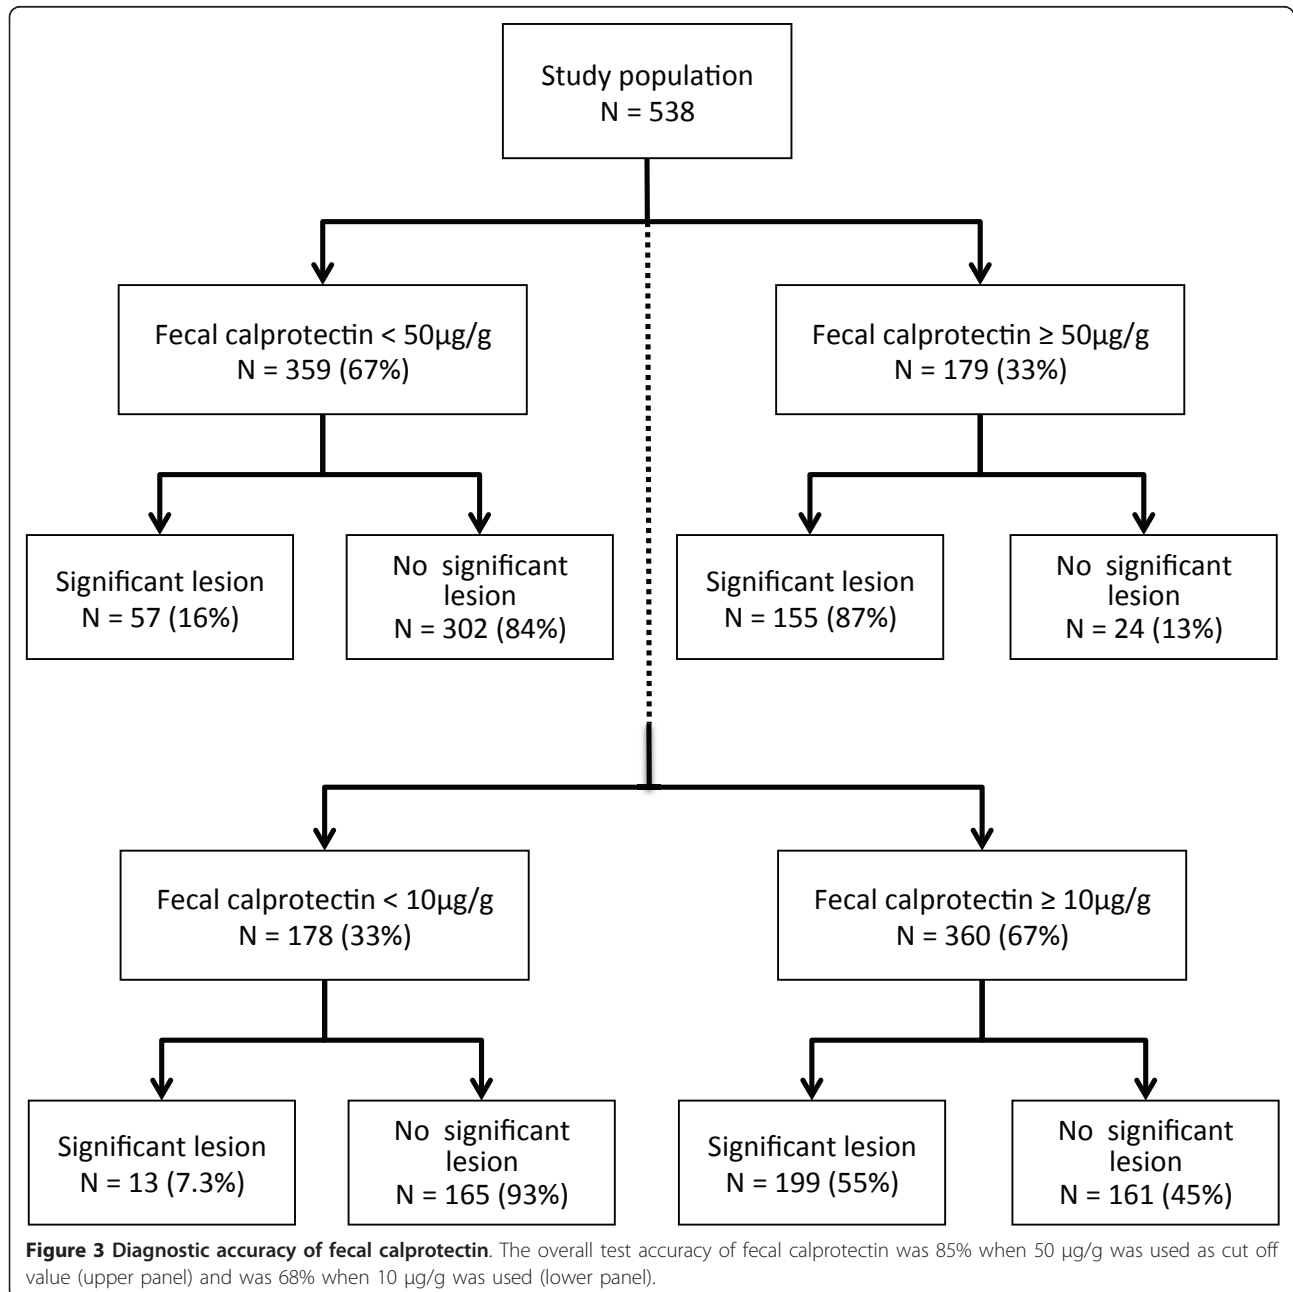 Study population
N = 538
Fecal calprotectin < 50µg/g
N = 359 (67%)
Fecal calprotectin ≥ 50µg/g
N = 179 (33%)
Significant lesion
N = 57 (16%)
No significant
lesion
N = 302 (84%)
Significant lesion
N = 155 (87%)
No significant
lesion
N = 24 (13%)
Fecal calprotectin < 10µg/g
N = 178 (33%)
Fecal calprotectin ≥ 10µg/g
N = 360 (67%)
Significant lesion
N = 13 (7.3%)
No significant
lesion
N = 165 (93%)
Significant lesion
N = 199 (55%)
No significant
lesion
N = 161 (45%)
Figure 3 Diagnostic accuracy of fecal calprotectin. The overall test accuracy of fecal calprotectin was 85% when 50 µg/g was used as cut off
value (upper panel) and was 68% when 10 µg/g was used (lower panel).